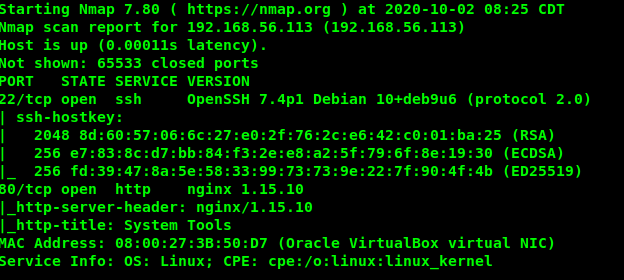 Starting Nmap 7.80 ( https://nmap.org ) at 2020-10-02 08:25 CDT
Nmap scan report for 192.168.56.113 (192.168.56.113)
Host is up (0.00011s latency).
Not shown: 65533 closed ports
PORT   STATE SERVICE VERSION
22/tcp open  ssh     OpenSSH 7.4p1 Debian 10+deb9u6 (protocol 2.0)
| ssh-hostkey:
|   2048 8d:60:57:06:6c:27:e0:2f:76:2c:e6:42:c0:01:ba:25 (RSA)
|   256 e7:83:8c:d7:bb:84:f3:2e:e8:a2:5f:79:6f:8e:19:30 (ECDSA)
|_  256 fd:39:47:8a:5e:58:33:99:73:73:9e:22:7f:90:4f:4b (ED25519)
80/tcp open  http    nginx 1.15.10
|_http-server-header: nginx/1.15.10
|_http-title: System Tools
MAC Address: 08:00:27:3B:50:D7 (Oracle VirtualBox virtual NIC)
Service Info: OS: Linux; CPE: cpe:/o:linux:linux_kernel